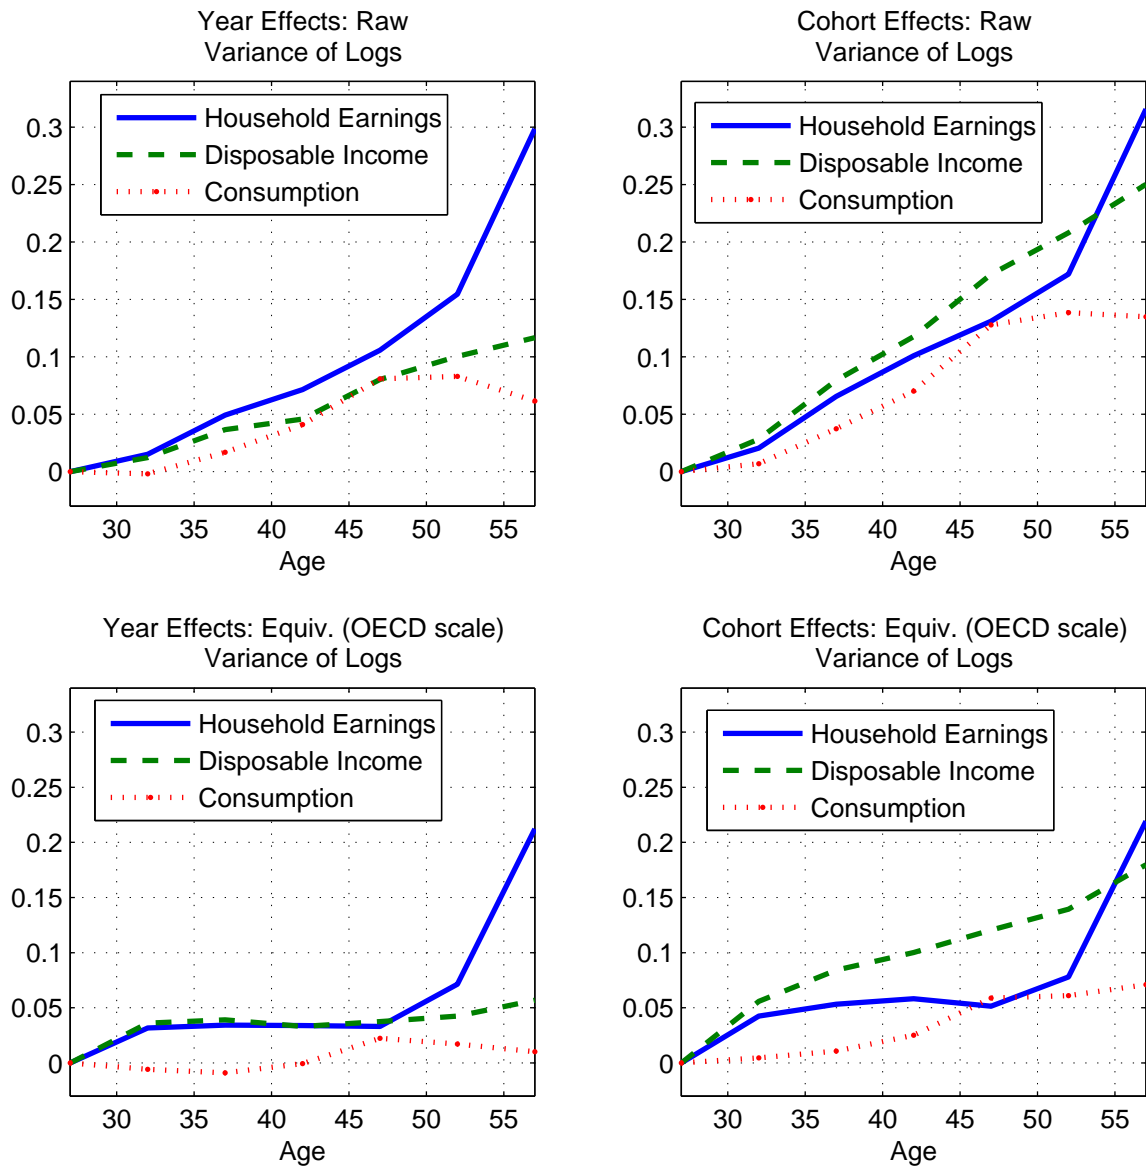 Year Effects: Raw
Variance of Logs
Household Earnings
Disposable Income
Consumption
0.3
0.25
0.2
0.15
0.1
0.05
0
30 35 40 45 50 55
Age
Cohort Effects: Raw
Variance of Logs
Household Earnings
Disposable Income
Consumption
0.3
0.25
0.2
0.15
0.1
0.05
0
30 35 40 45 50 55
Age
Year Effects: Equiv. (OECD scale)
Variance of Logs
Household Earnings
Disposable Income
Consumption
0.3
0.25
0.2
0.15
0.1
0.05
0
30 35 40 45 50 55
Age
Cohort Effects: Equiv. (OECD scale)
Variance of Logs
Household Earnings
Disposable Income
Consumption
0.3
0.25
0.2
0.15
0.1
0.05
0
30 35 40 45 50 55
Age